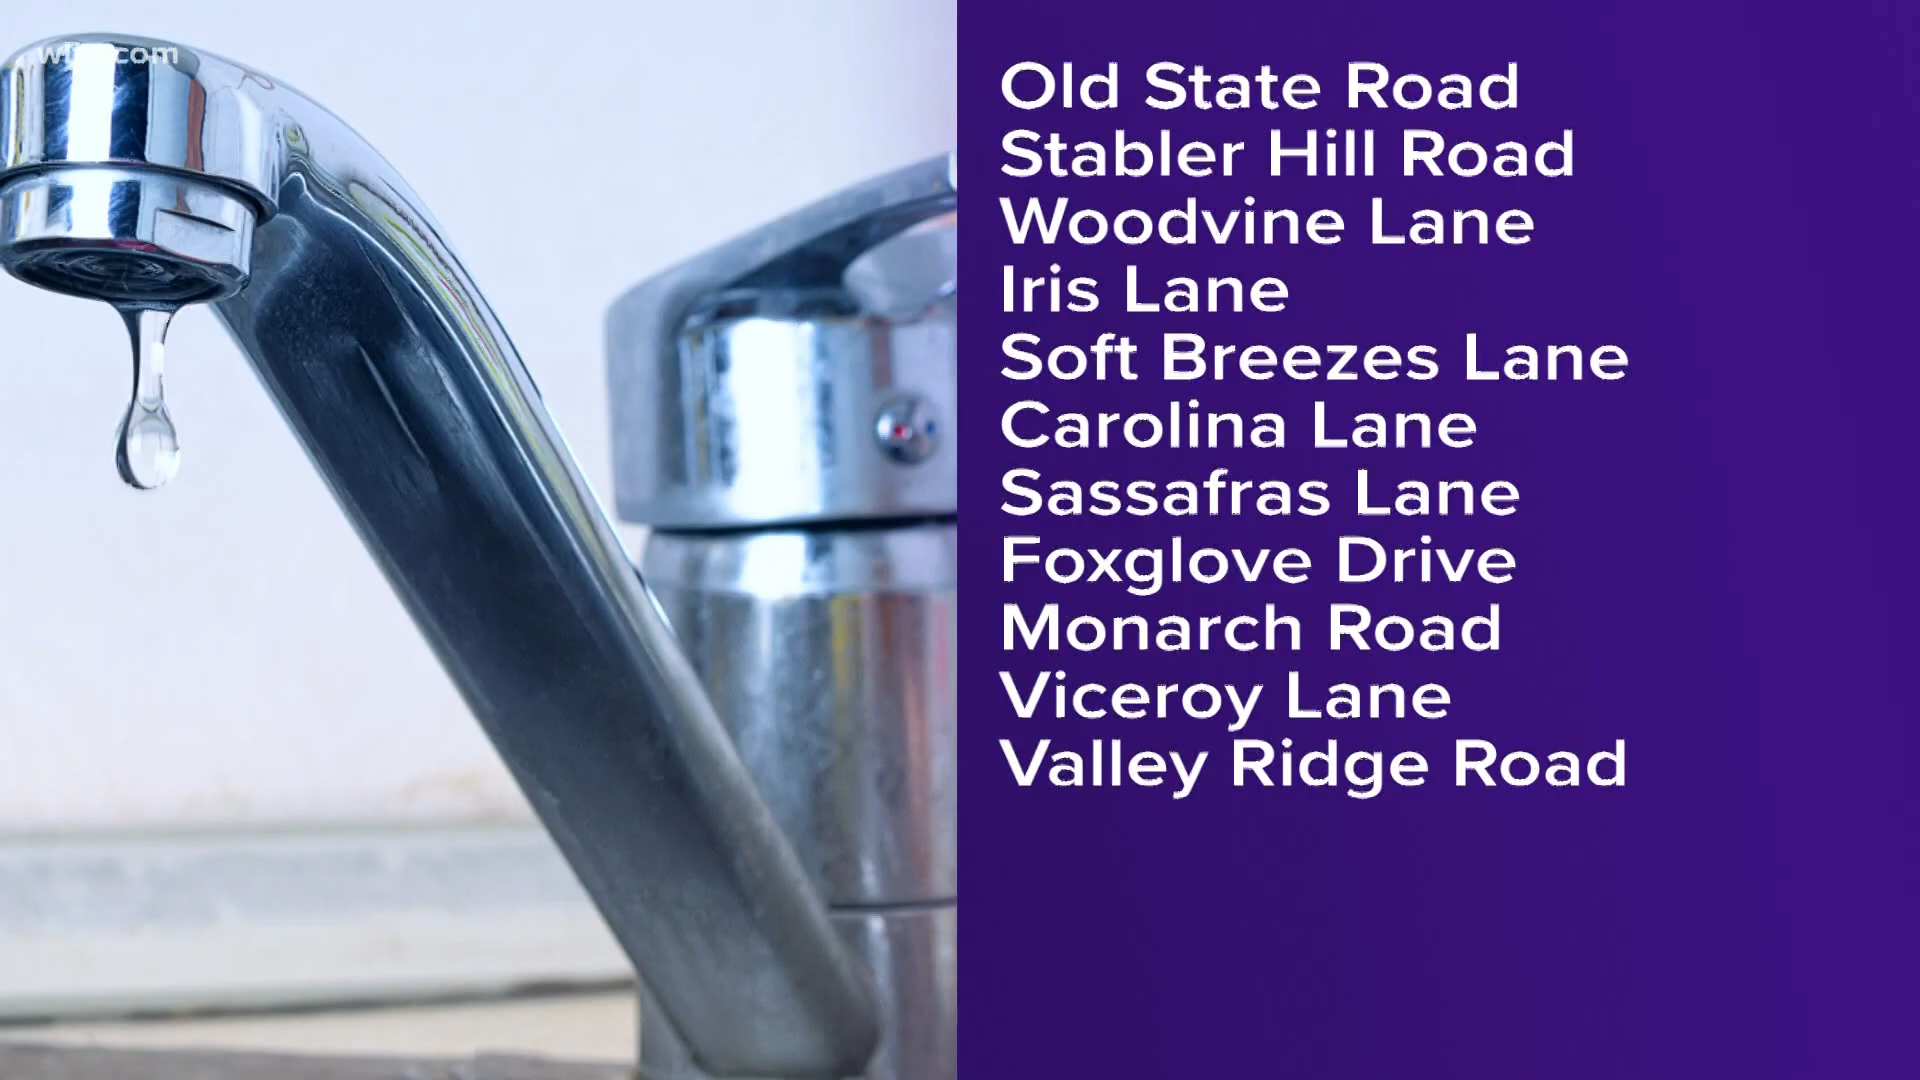 Old State Road
Stabler Hill Road
Woodvine Lane
Iris Lane
Soft Breezes Lane
Carolina Lane
Sassafras Lane
Foxglove Drive
Monarch Road
Viceroy Lane
Valley Ridge Road